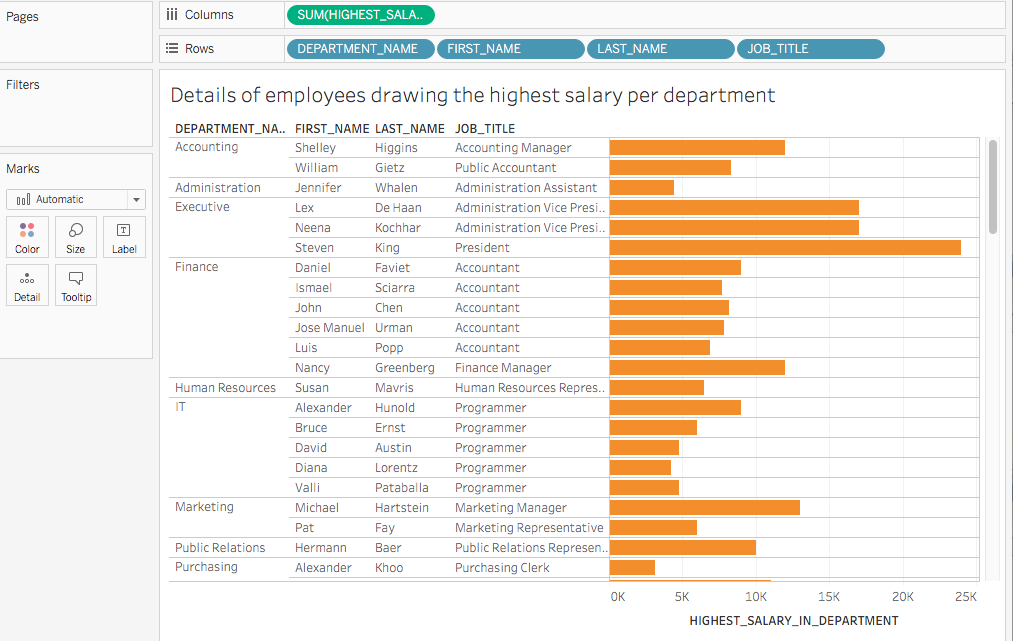 Pages
Columns
SUM(HIGHEST_SALA..
Rows
DEPARTMENT_NAME FIRST_NAME LAST_NAME JOB_TITLE
Filters
Marks
Automatic
Color Size Label
Detail Tooltip
Details of employees drawing the highest salary per department
DEPARTMENT_NA.. FIRST_NAME LAST_NAME JOB_TITLE
Accounting Shelley Higgins Accounting Manager
William Gietz Public Accountant
Administration Jennifer Whalen Administration Assistant
Executive Lex De Haan Administration Vice Presi..
Neena Kochhar Administration Vice Presi..
Steven King President
Finance Daniel Faviet Accountant
Ismael Sciarra Accountant
John Chen Accountant
Jose Manuel Urman Accountant
Luis Popp Accountant
Nancy Greenberg Finance Manager
Human Resources Susan Mavris Human Resources Repres..
IT Alexander Hunold Programmer
Bruce Ernst Programmer
David Austin Programmer
Diana Lorentz Programmer
Valli Pataballa Programmer
Marketing Michael Hartstein Marketing Manager
Pat Fay Marketing Representative
Public Relations Hermann Baer Public Relations Represen..
Purchasing Alexander Khoo Purchasing Clerk
0K 5K 10K 15K 20K 25K
HIGHEST_SALARY_IN_DEPARTMENT